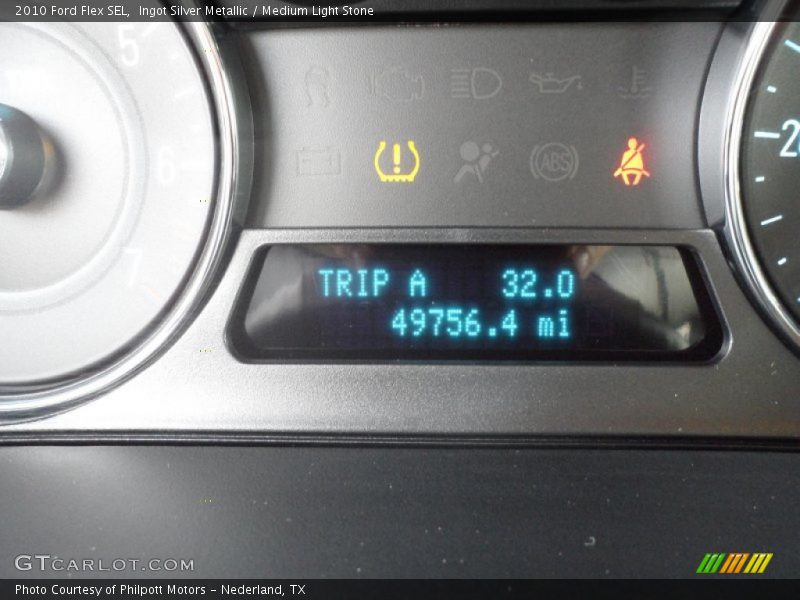 2010 Ford Flex SEL,  Ingot Silver Metallic / Medium Light Stone
5
6
7
20
ABS
TRIP A 32.0
49756.4 mi
GTCARLOT.COM
Photo Courtesy of Philpott Motors - Nederland, TX